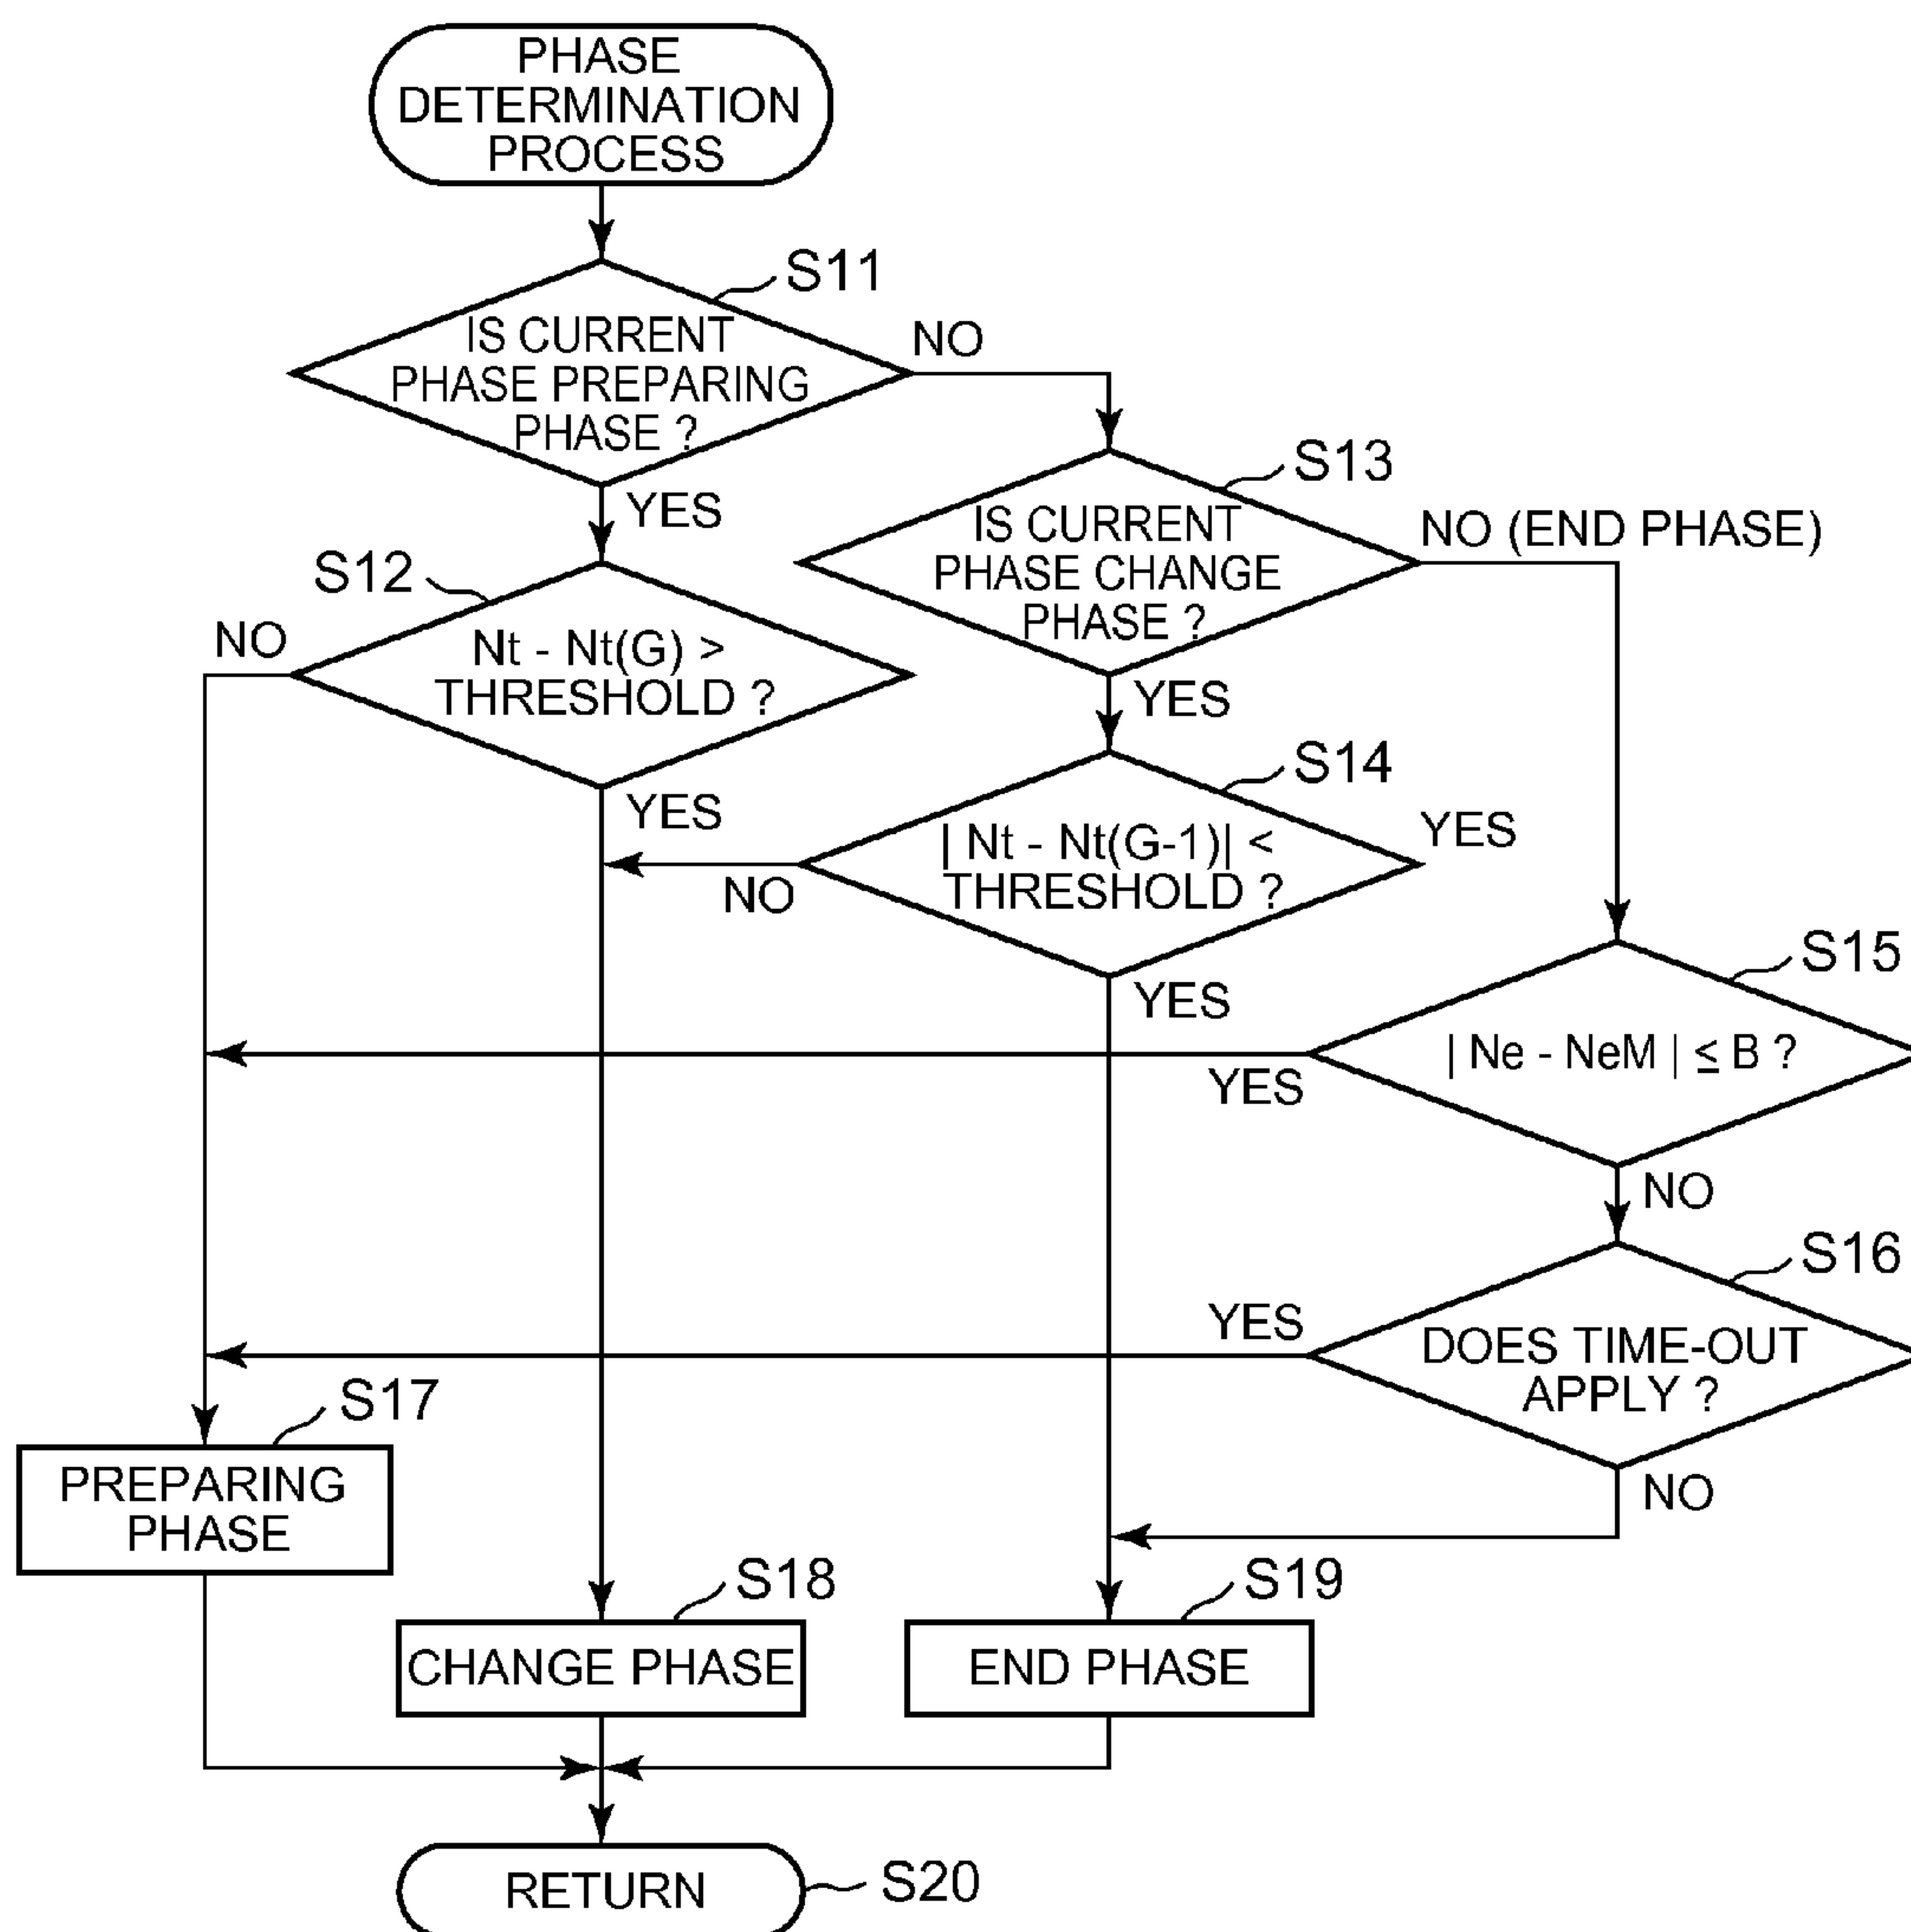 PHASE
DETERMINATION
PROCESS
S11
IS CURRENT
PHASE PREPARING
PHASE ?
NO
YES
S13
IS CURRENT
PHASE CHANGE
PHASE ?
NO (END PHASE)
YES
S12
Nt - Nt(G) >
THRESHOLD ?
NO
YES
S14
| Nt - Nt(G-1)| <
THRESHOLD ?
YES
NO
YES
S15
| Ne - NeM | ≤ B ?
YES
NO
S16
DOES TIME-OUT
APPLY ?
YES
NO
S17
PREPARING
PHASE
S18
CHANGE PHASE
S19
END PHASE
RETURN
S20